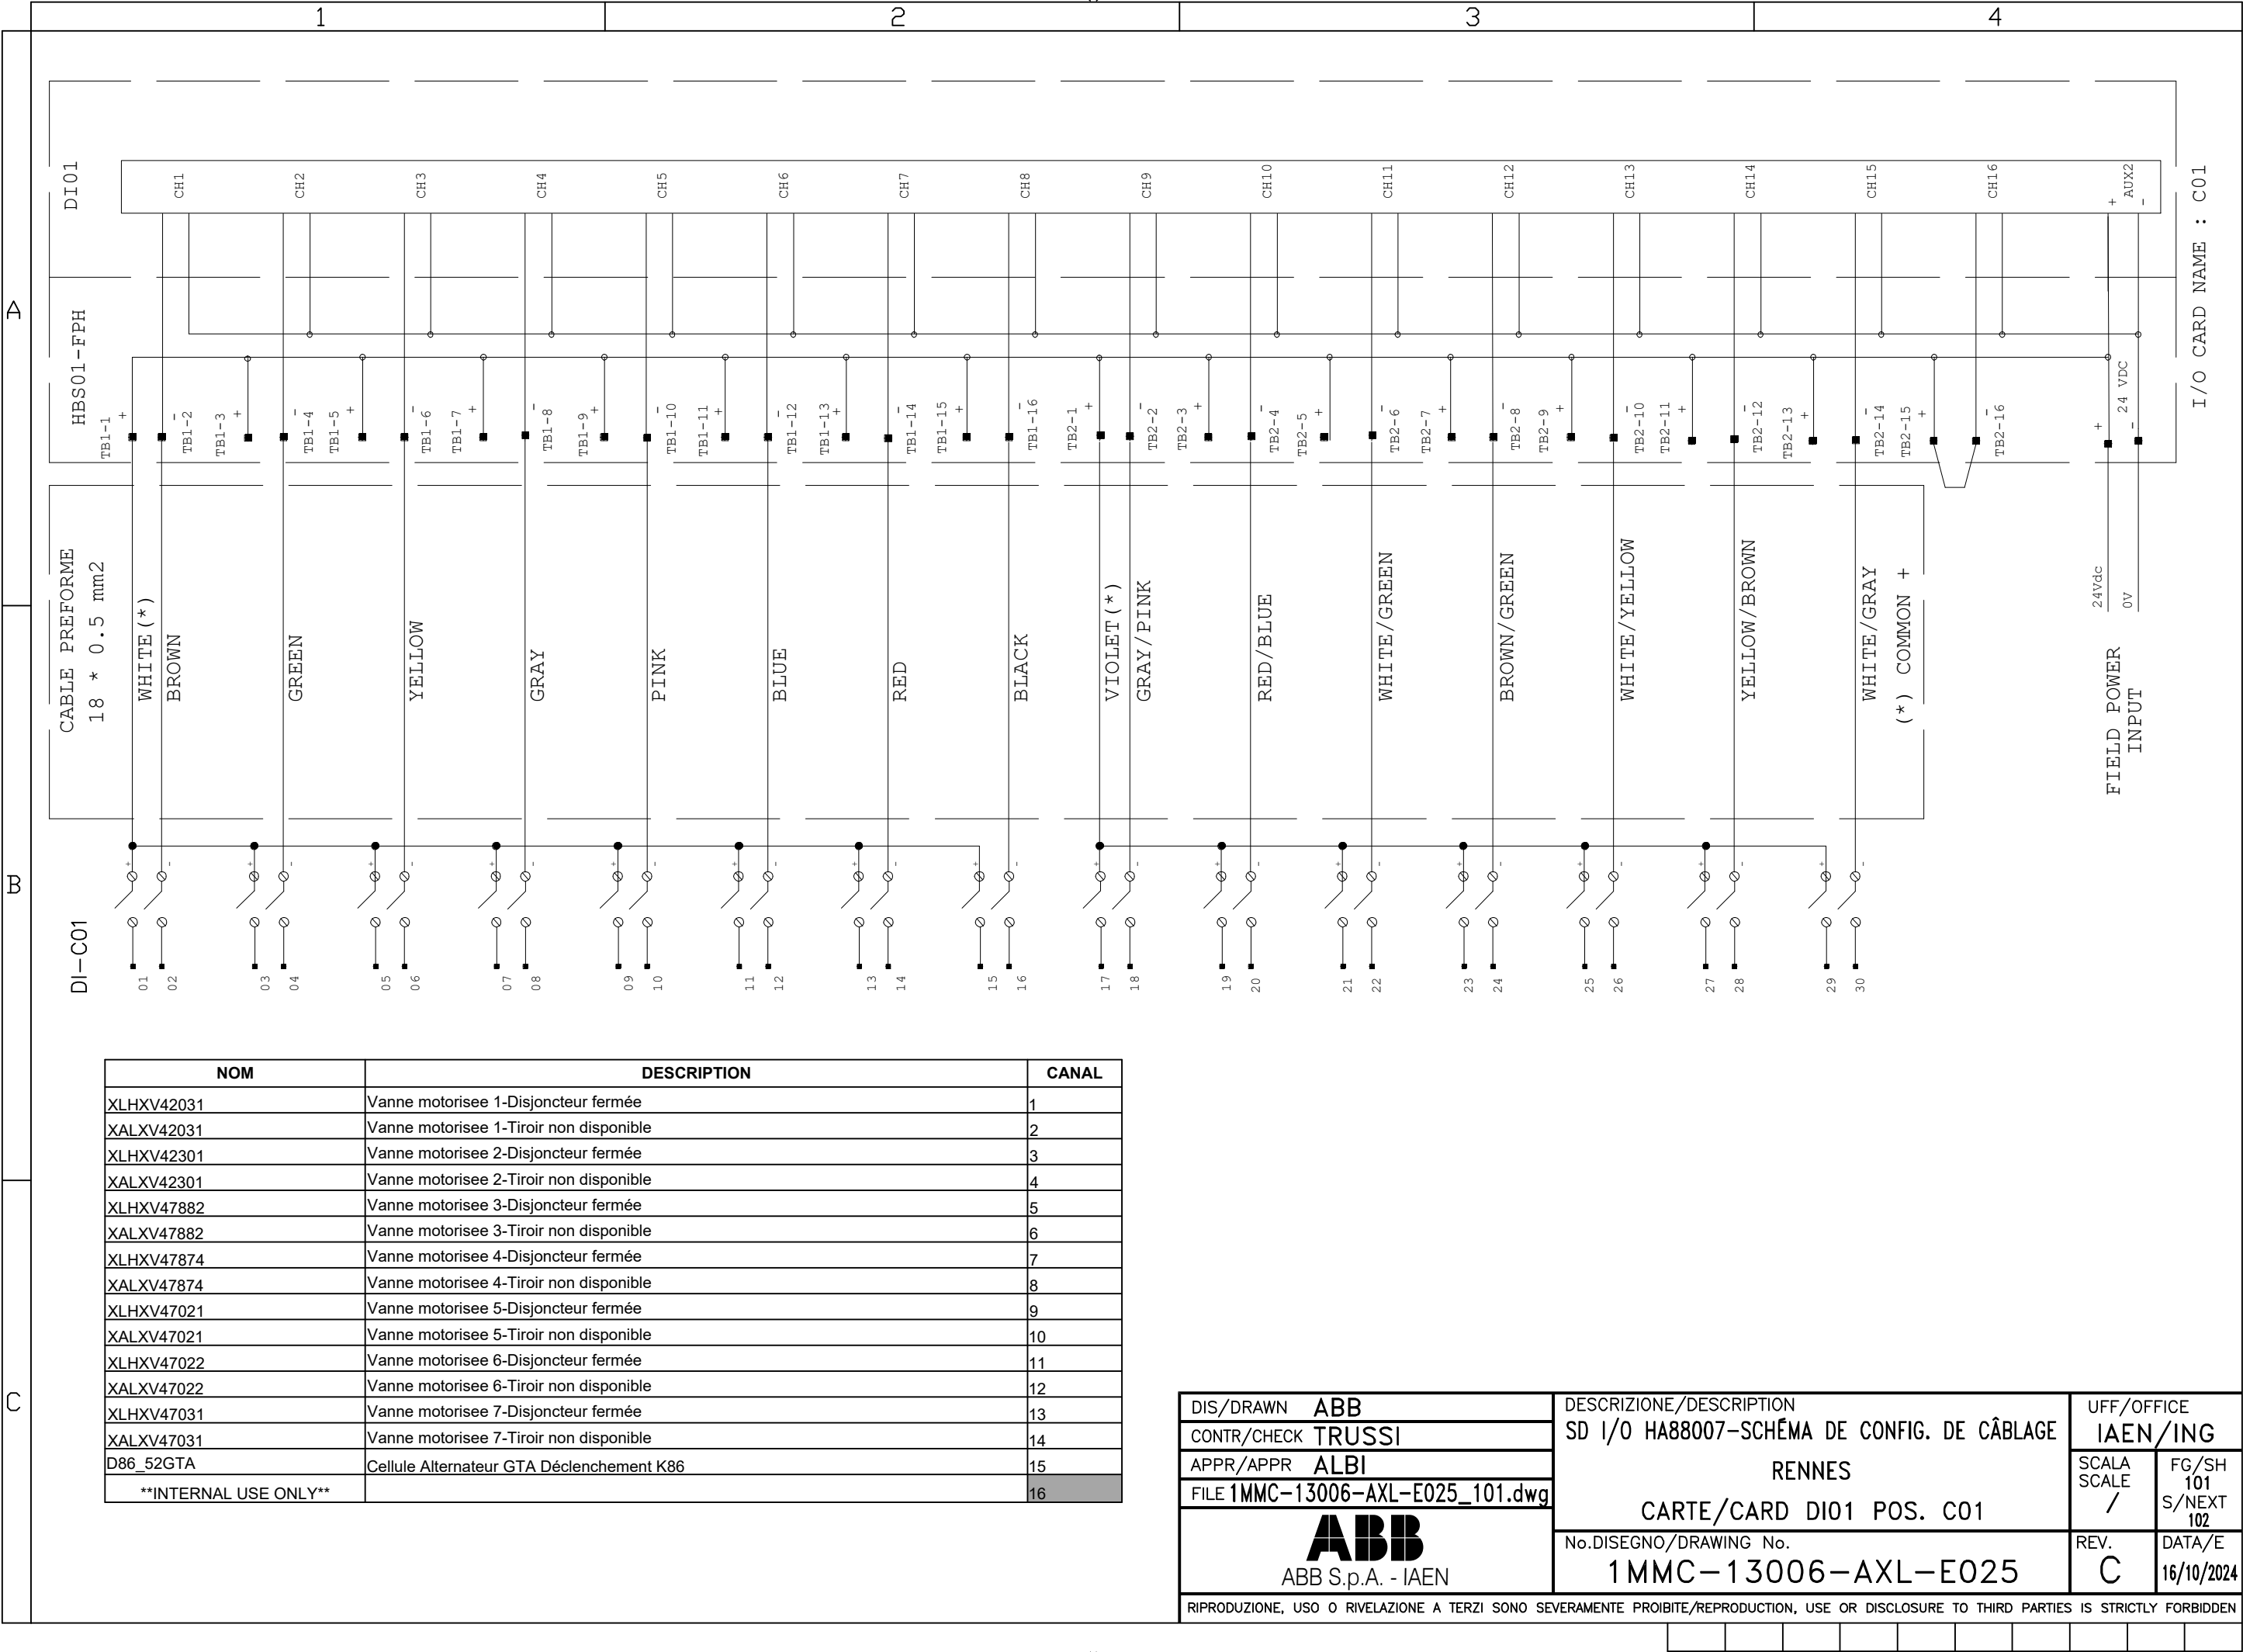 1 2 3 4
A
B
C
DI01
CH1 CH2 CH3 CH4 CH5 CH6 CH7 CH8 CH9 CH10 CH11 CH12 CH13 CH14 CH15 CH16 AUX2
+ -
I/O CARD NAME : C01
HBS01-FPH
TB1-1 + TB1-2 - TB1-3 + TB1-4 - TB1-5 + TB1-6 - TB1-7 + TB1-8 - TB1-9 + TB1-10 - TB1-11 + TB1-12 - TB1-13 + TB1-14 - TB1-15 + TB1-16 - TB2-1 + TB2-2 - TB2-3 + TB2-4 - TB2-5 + TB2-6 - TB2-7 + TB2-8 - TB2-9 + TB2-10 - TB2-11 + TB2-12 - TB2-13 + TB2-14 - TB2-15 + TB2-16 -
+ - 24 VDC
CABLE PREFORME
18 * 0.5 mm2
WHITE(*)
BROWN
GREEN
YELLOW
GRAY
PINK
BLUE
RED
BLACK
VIOLET(*)
GRAY/PINK
RED/BLUE
WHITE/GREEN
BROWN/GREEN
WHITE/YELLOW
YELLOW/BROWN
WHITE/GRAY
(*) COMMON +
24Vdc
0V
FIELD POWER
INPUT
+ - + - + - + - + - + - + - + - + - + - + - + - + - + - + -
DI-C01
01 02 03 04 05 06 07 08 09 10 11 12 13 14 15 16 17 18 19 20 21 22 23 24 25 26 27 28 29 30
NOM DESCRIPTION CANAL
XLHXV42031 Vanne motorisee 1-Disjoncteur fermée 1
XALXV42031 Vanne motorisee 1-Tiroir non disponible 2
XLHXV42301 Vanne motorisee 2-Disjoncteur fermée 3
XALXV42301 Vanne motorisee 2-Tiroir non disponible 4
XLHXV47882 Vanne motorisee 3-Disjoncteur fermée 5
XALXV47882 Vanne motorisee 3-Tiroir non disponible 6
XLHXV47874 Vanne motorisee 4-Disjoncteur fermée 7
XALXV47874 Vanne motorisee 4-Tiroir non disponible 8
XLHXV47021 Vanne motorisee 5-Disjoncteur fermée 9
XALXV47021 Vanne motorisee 5-Tiroir non disponible 10
XLHXV47022 Vanne motorisee 6-Disjoncteur fermée 11
XALXV47022 Vanne motorisee 6-Tiroir non disponible 12
XLHXV47031 Vanne motorisee 7-Disjoncteur fermée 13
XALXV47031 Vanne motorisee 7-Tiroir non disponible 14
D86_52GTA Cellule Alternateur GTA Déclenchement K86 15
**INTERNAL USE ONLY** 16
DIS/DRAWN ABB
CONTR/CHECK TRUSSI
APPR/APPR ALBI
FILE 1MMC-13006-AXL-E025_101.dwg
ABB
ABB S.p.A. - IAEN
DESCRIZIONE/DESCRIPTION
SD I/O HA88007-SCHÉMA DE CONFIG. DE CÂBLAGE
RENNES
CARTE/CARD DI01 POS. C01
No.DISEGNO/DRAWING No.
1MMC-13006-AXL-E025
UFF/OFFICE
IAEN/ING
SCALA
SCALE
/
FG/SH
101
S/NEXT
102
REV.
C
DATA/E
16/10/2024
RIPRODUZIONE, USO O RIVELAZIONE A TERZI SONO SEVERAMENTE PROIBITE/REPRODUCTION, USE OR DISCLOSURE TO THIRD PARTIES IS STRICTLY FORBIDDEN